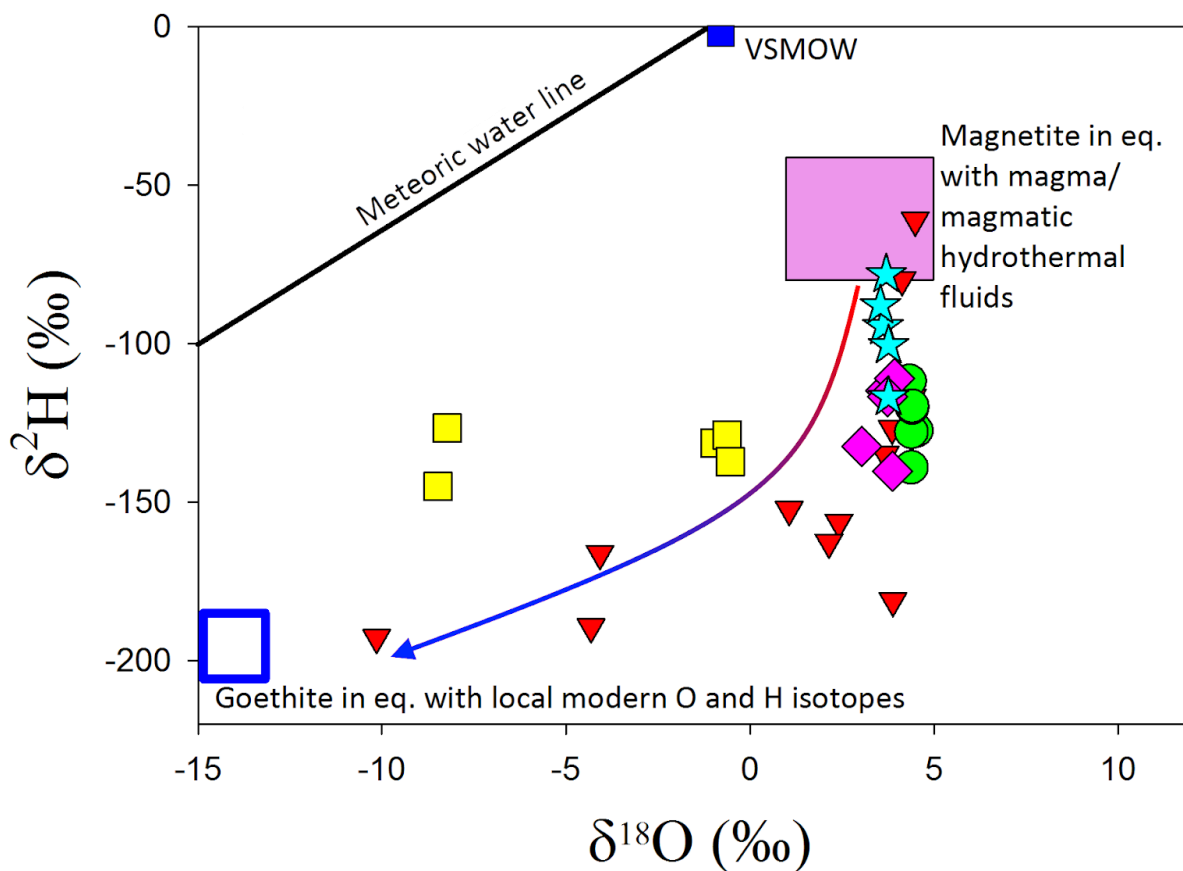 0
-50
-100
-150
-200
δ²H (‰)
Meteoric water line
VSMOW
Magnetite in eq.
with magma/
magmatic
hydrothermal
fluids
Goethite in eq. with local modern O and H isotopes
-15
-10
-5
0
5
10
δ¹⁸O (‰)